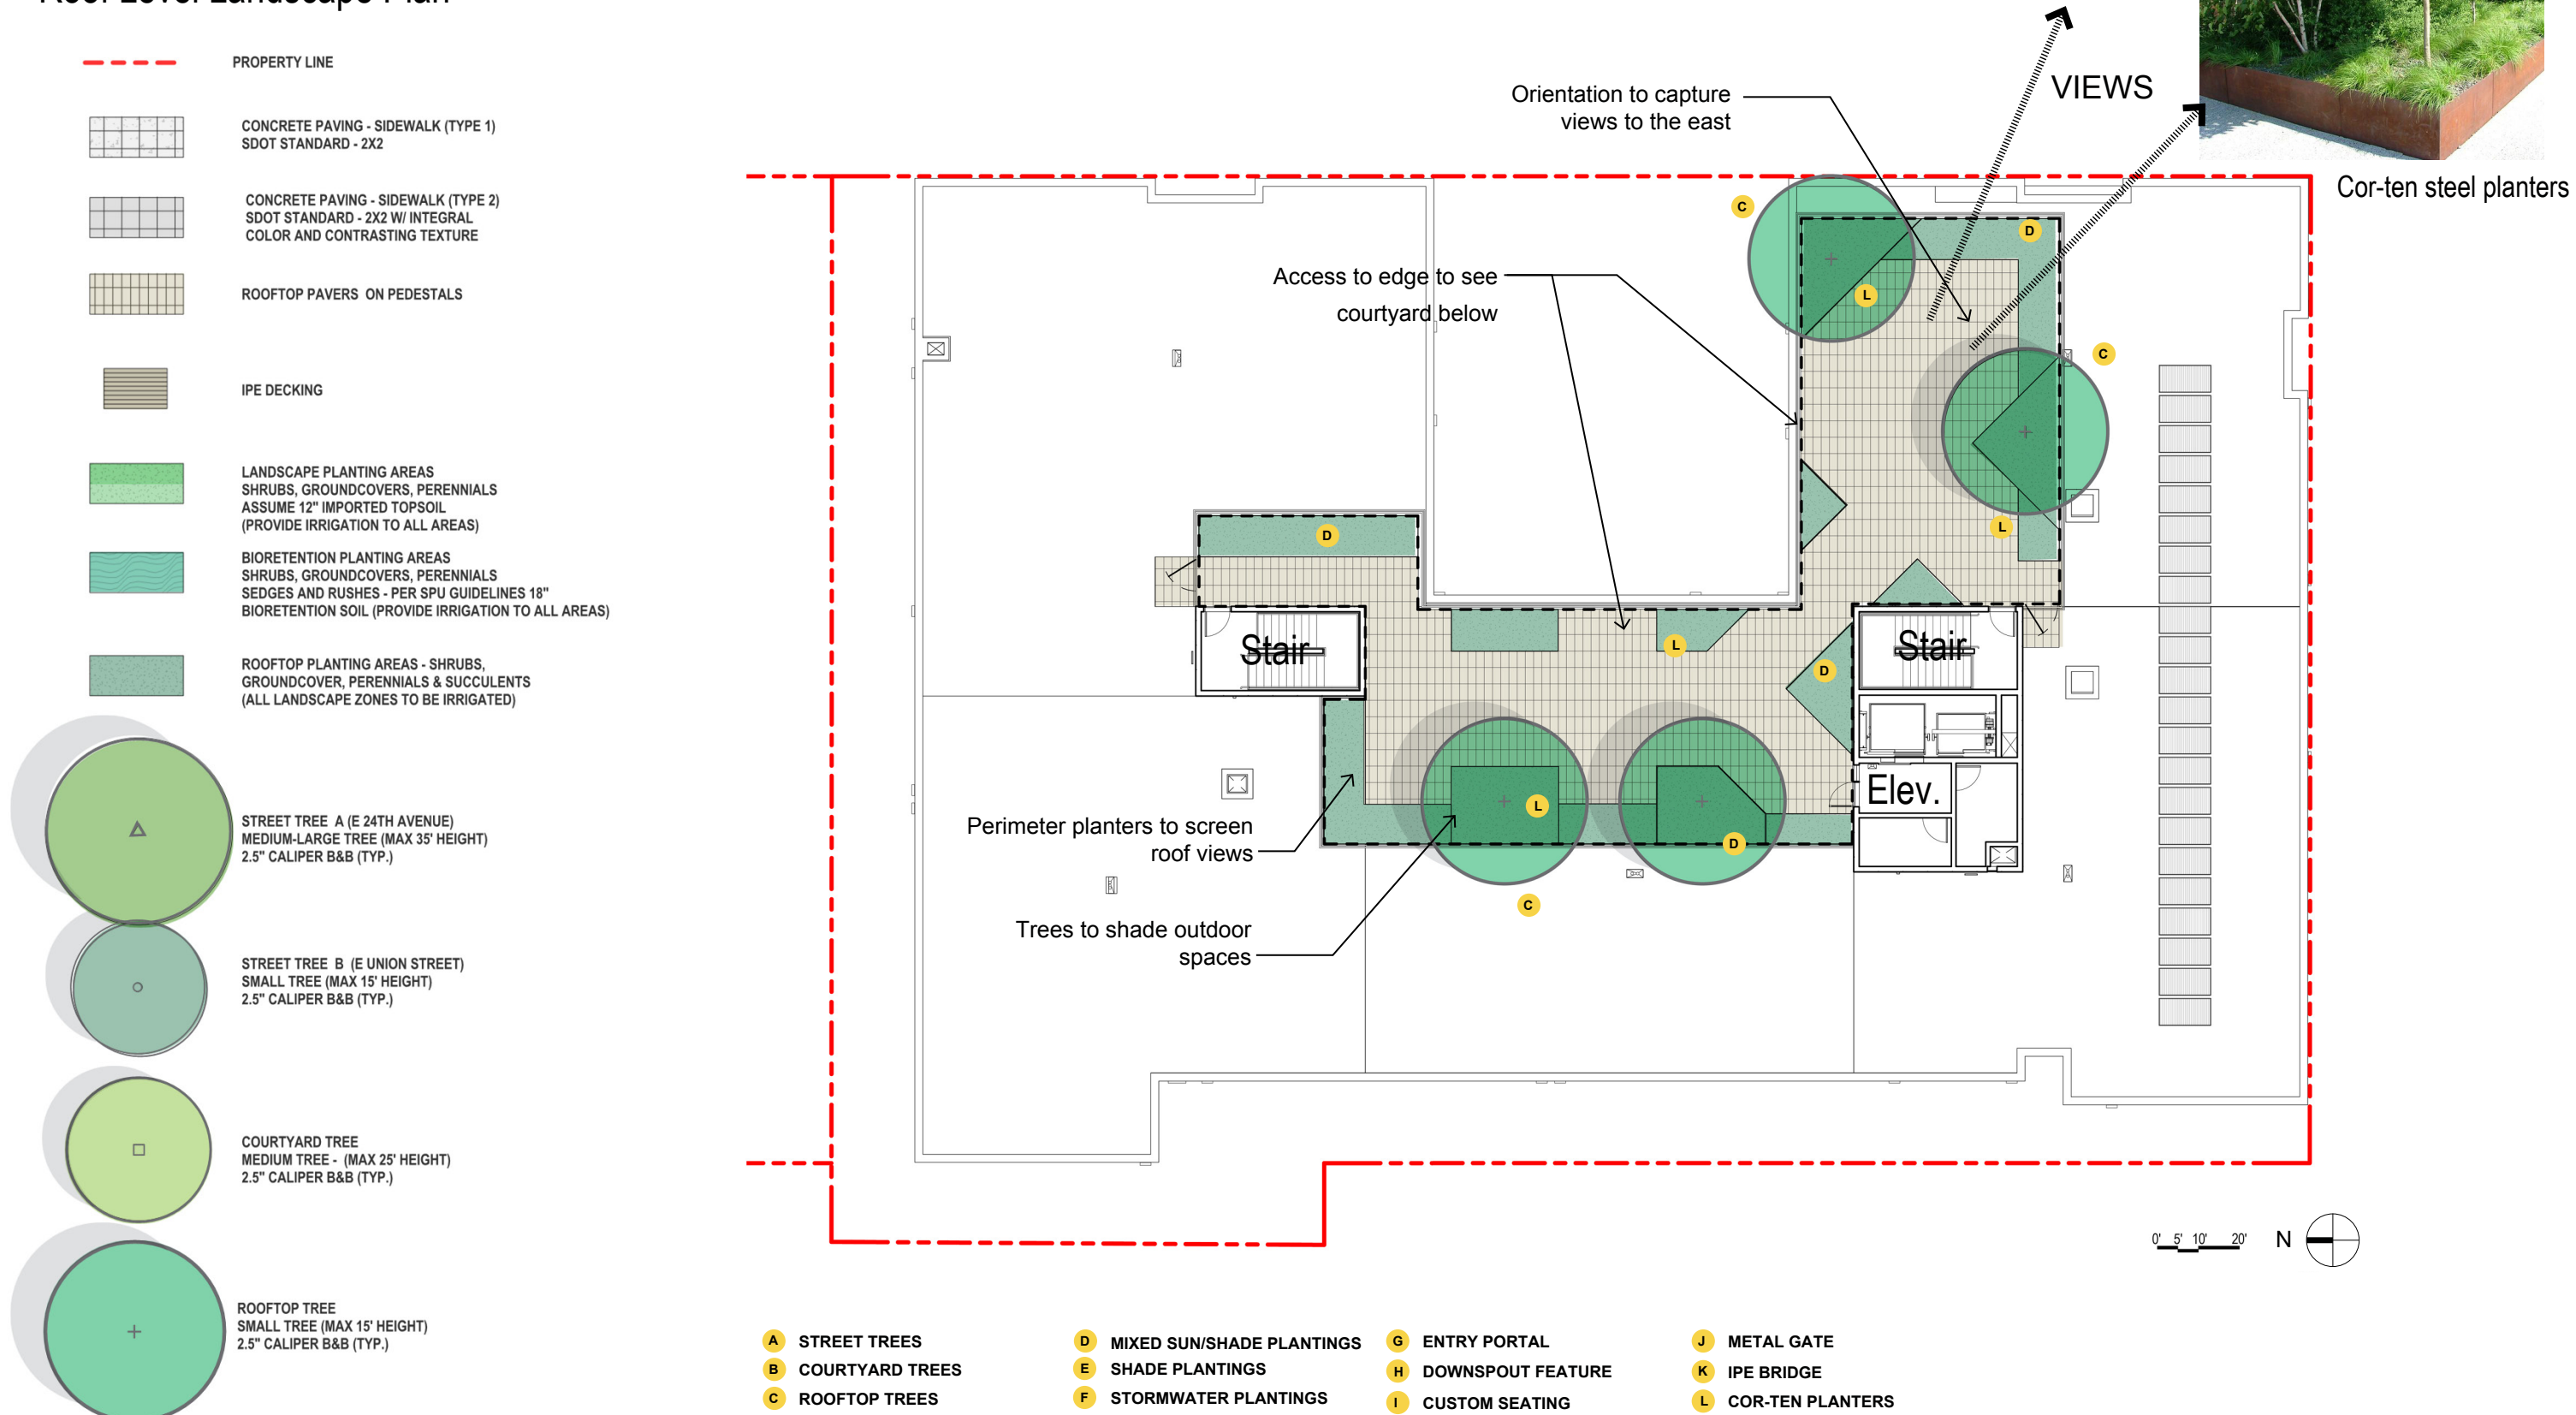 Roof Level Landscape Plan
PROPERTY LINE
CONCRETE PAVING - SIDEWALK (TYPE 1)
SDOT STANDARD - 2X2
CONCRETE PAVING - SIDEWALK (TYPE 2)
SDOT STANDARD - 2X2 W/ INTEGRAL
COLOR AND CONTRASTING TEXTURE
ROOFTOP PAVERS ON PEDESTALS
IPE DECKING
LANDSCAPE PLANTING AREAS
SHRUBS, GROUNDCOVERS, PERENNIALS
ASSUME 12" IMPORTED TOPSOIL
(PROVIDE IRRIGATION TO ALL AREAS)
BIORETENTION PLANTING AREAS
SHRUBS, GROUNDCOVERS, PERENNIALS
SEDGES AND RUSHES - PER SPU GUIDELINES 18"
BIORETENTION SOIL (PROVIDE IRRIGATION TO ALL AREAS)
ROOFTOP PLANTING AREAS - SHRUBS,
GROUNDCOVER, PERENNIALS & SUCCULENTS
(ALL LANDSCAPE ZONES TO BE IRRIGATED)
STREET TREE A (E 24TH AVENUE)
MEDIUM-LARGE TREE (MAX 35' HEIGHT)
2.5" CALIPER B&B (TYP.)
STREET TREE B (E UNION STREET)
SMALL TREE (MAX 15' HEIGHT)
2.5" CALIPER B&B (TYP.)
COURTYARD TREE
MEDIUM TREE - (MAX 25' HEIGHT)
2.5" CALIPER B&B (TYP.)
ROOFTOP TREE
SMALL TREE (MAX 15' HEIGHT)
2.5" CALIPER B&B (TYP.)
VIEWS
Orientation to capture
views to the east
Cor-ten steel planters
C
D
Access to edge to see
courtyard below
L
C
D
L
Stair
L
Stair
D
Elev.
L
Perimeter planters to screen
roof views
D
C
Trees to shade outdoor
spaces
0' 5' 10' 20'
N
A STREET TREES
B COURTYARD TREES
C ROOFTOP TREES
D MIXED SUN/SHADE PLANTINGS
E SHADE PLANTINGS
F STORMWATER PLANTINGS
G ENTRY PORTAL
H DOWNSPOUT FEATURE
I CUSTOM SEATING
J METAL GATE
K IPE BRIDGE
L COR-TEN PLANTERS